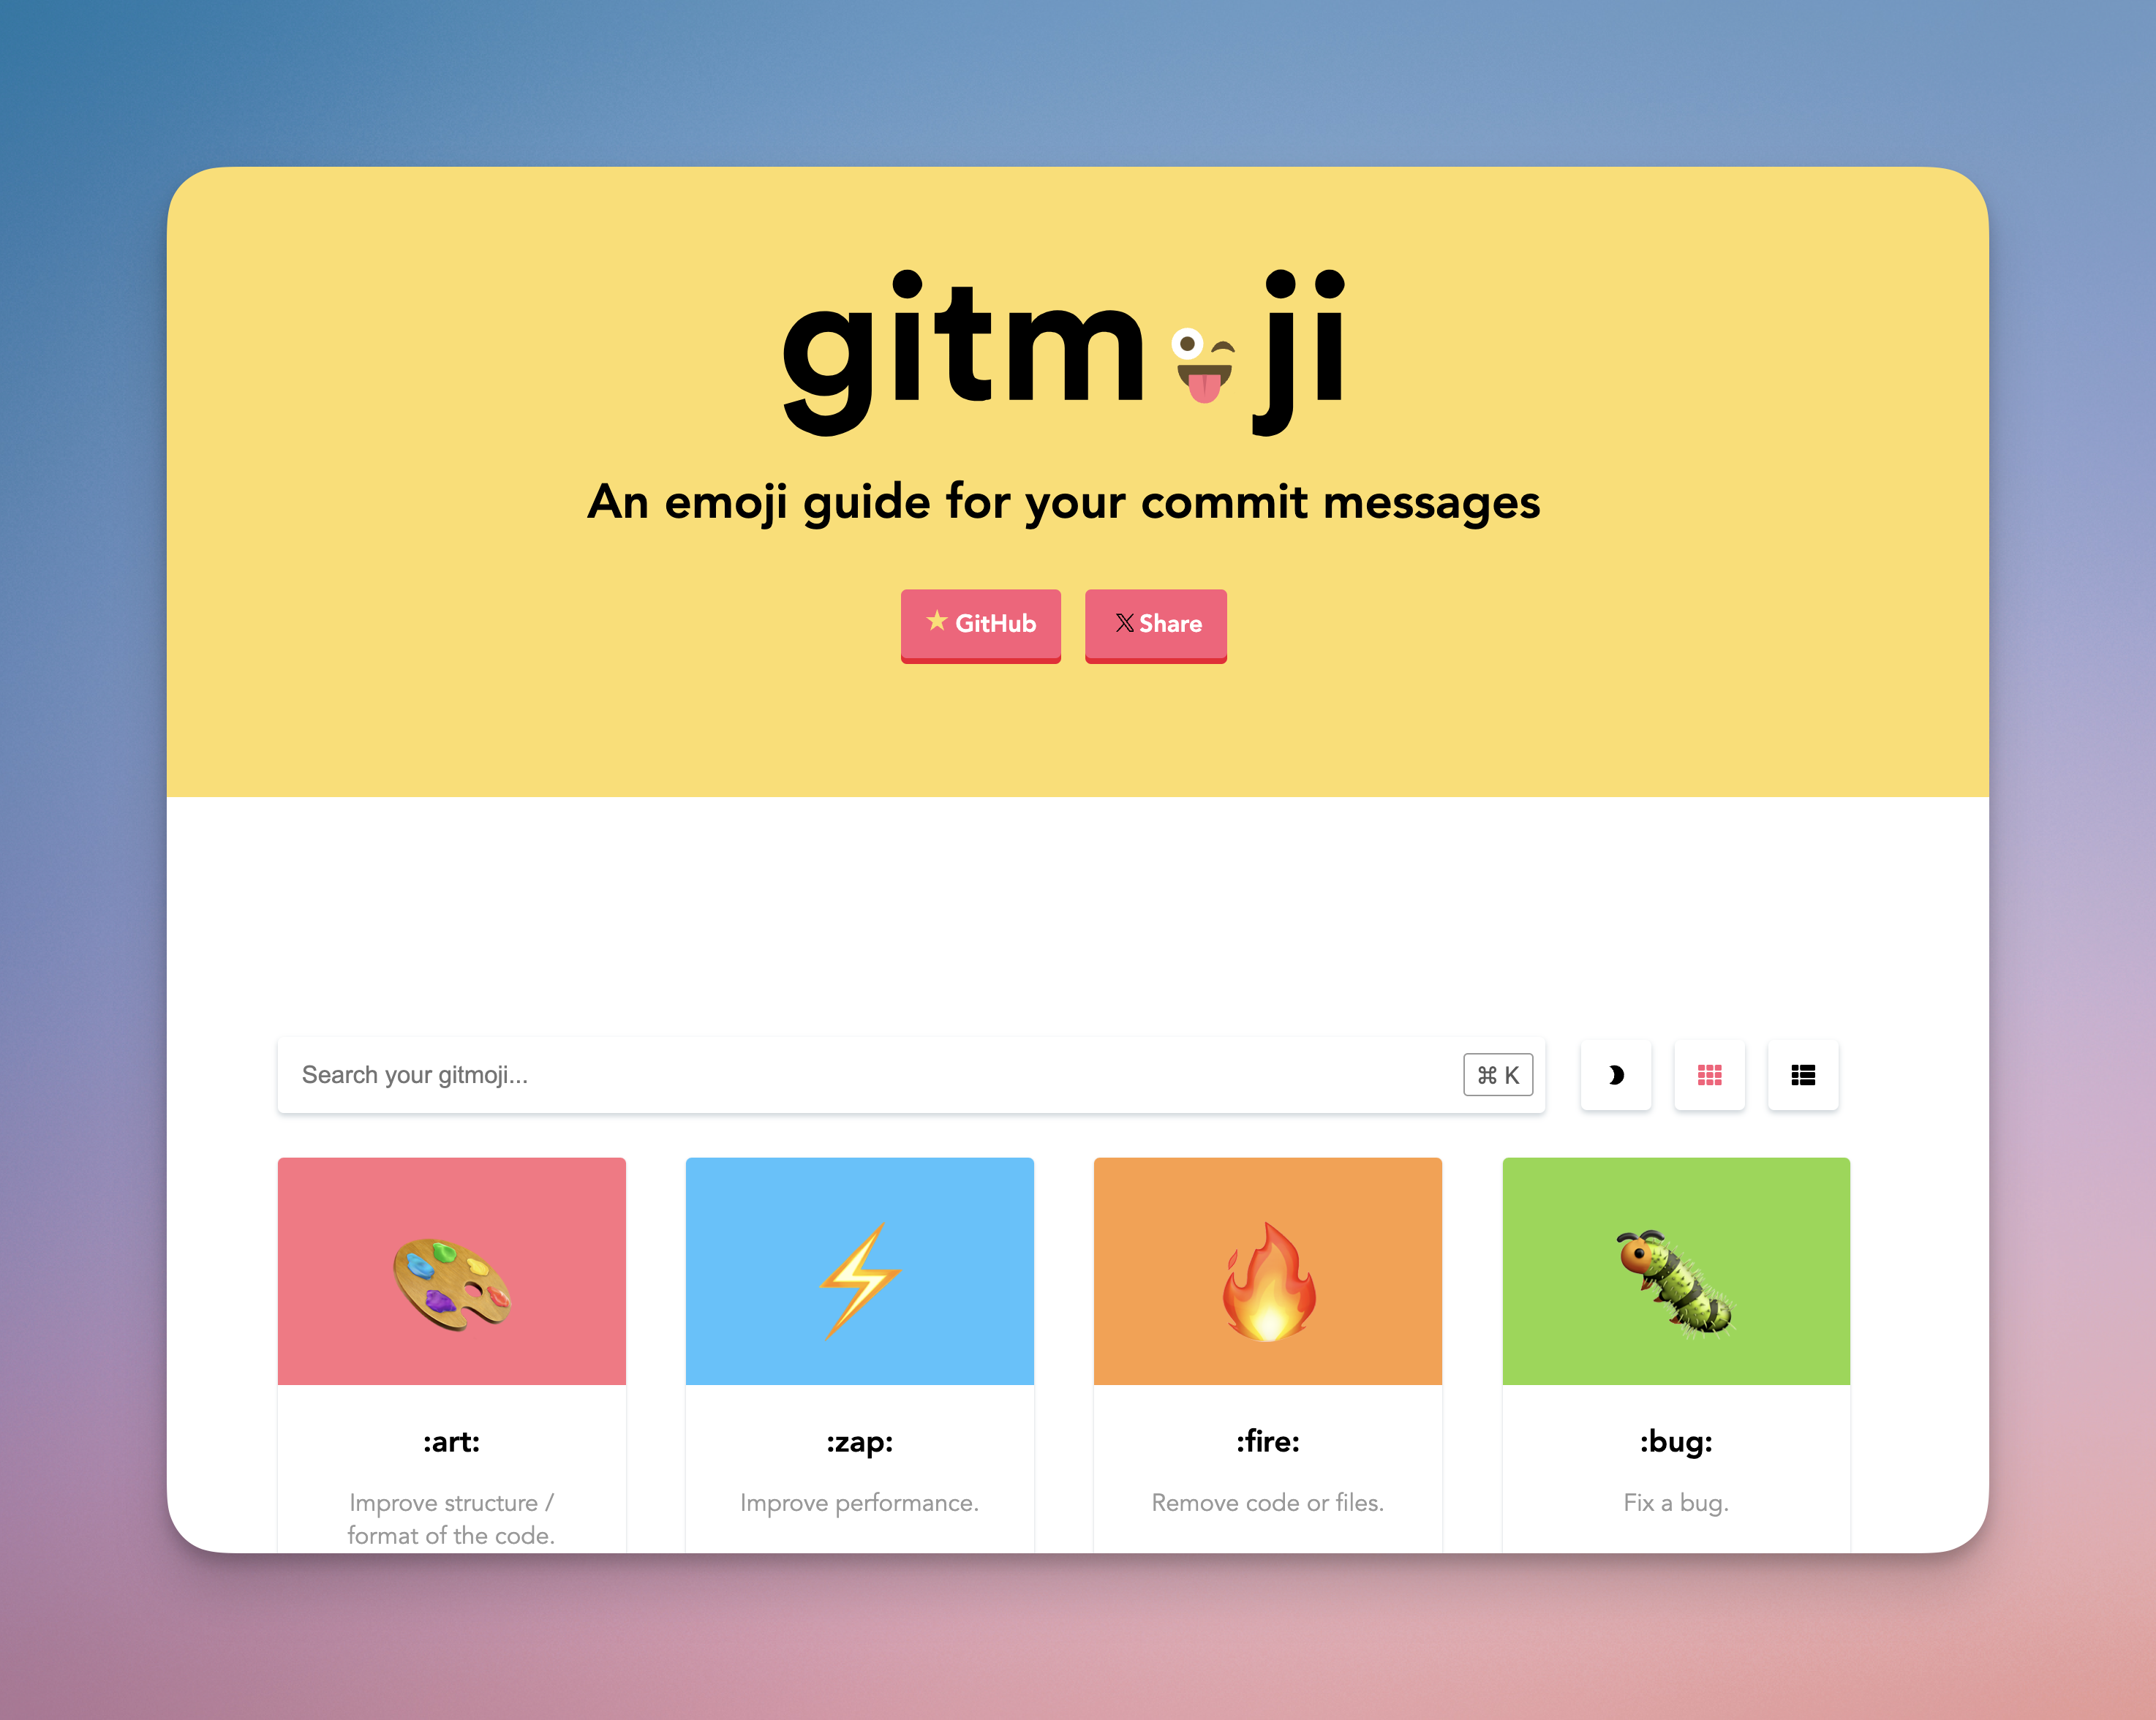 gitmoji
An emoji guide for your commit messages
★ GitHub
𝕏 Share
Search your gitmoji...
⌘ K
:art:
Improve structure /
format of the code.
:zap:
Improve performance.
:fire:
Remove code or files.
:bug:
Fix a bug.